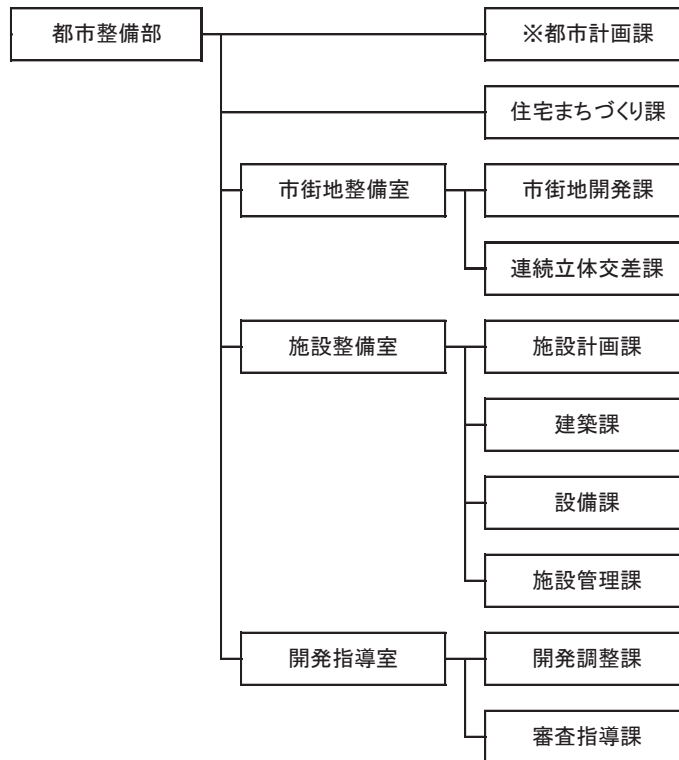 都市整備部
※都市計画課
住宅まちづくり課
市街地整備室
市街地開発課
連続立体交差課
施設整備室
施設計画課
建築課
設備課
施設管理課
開発指導室
開発調整課
審査指導課